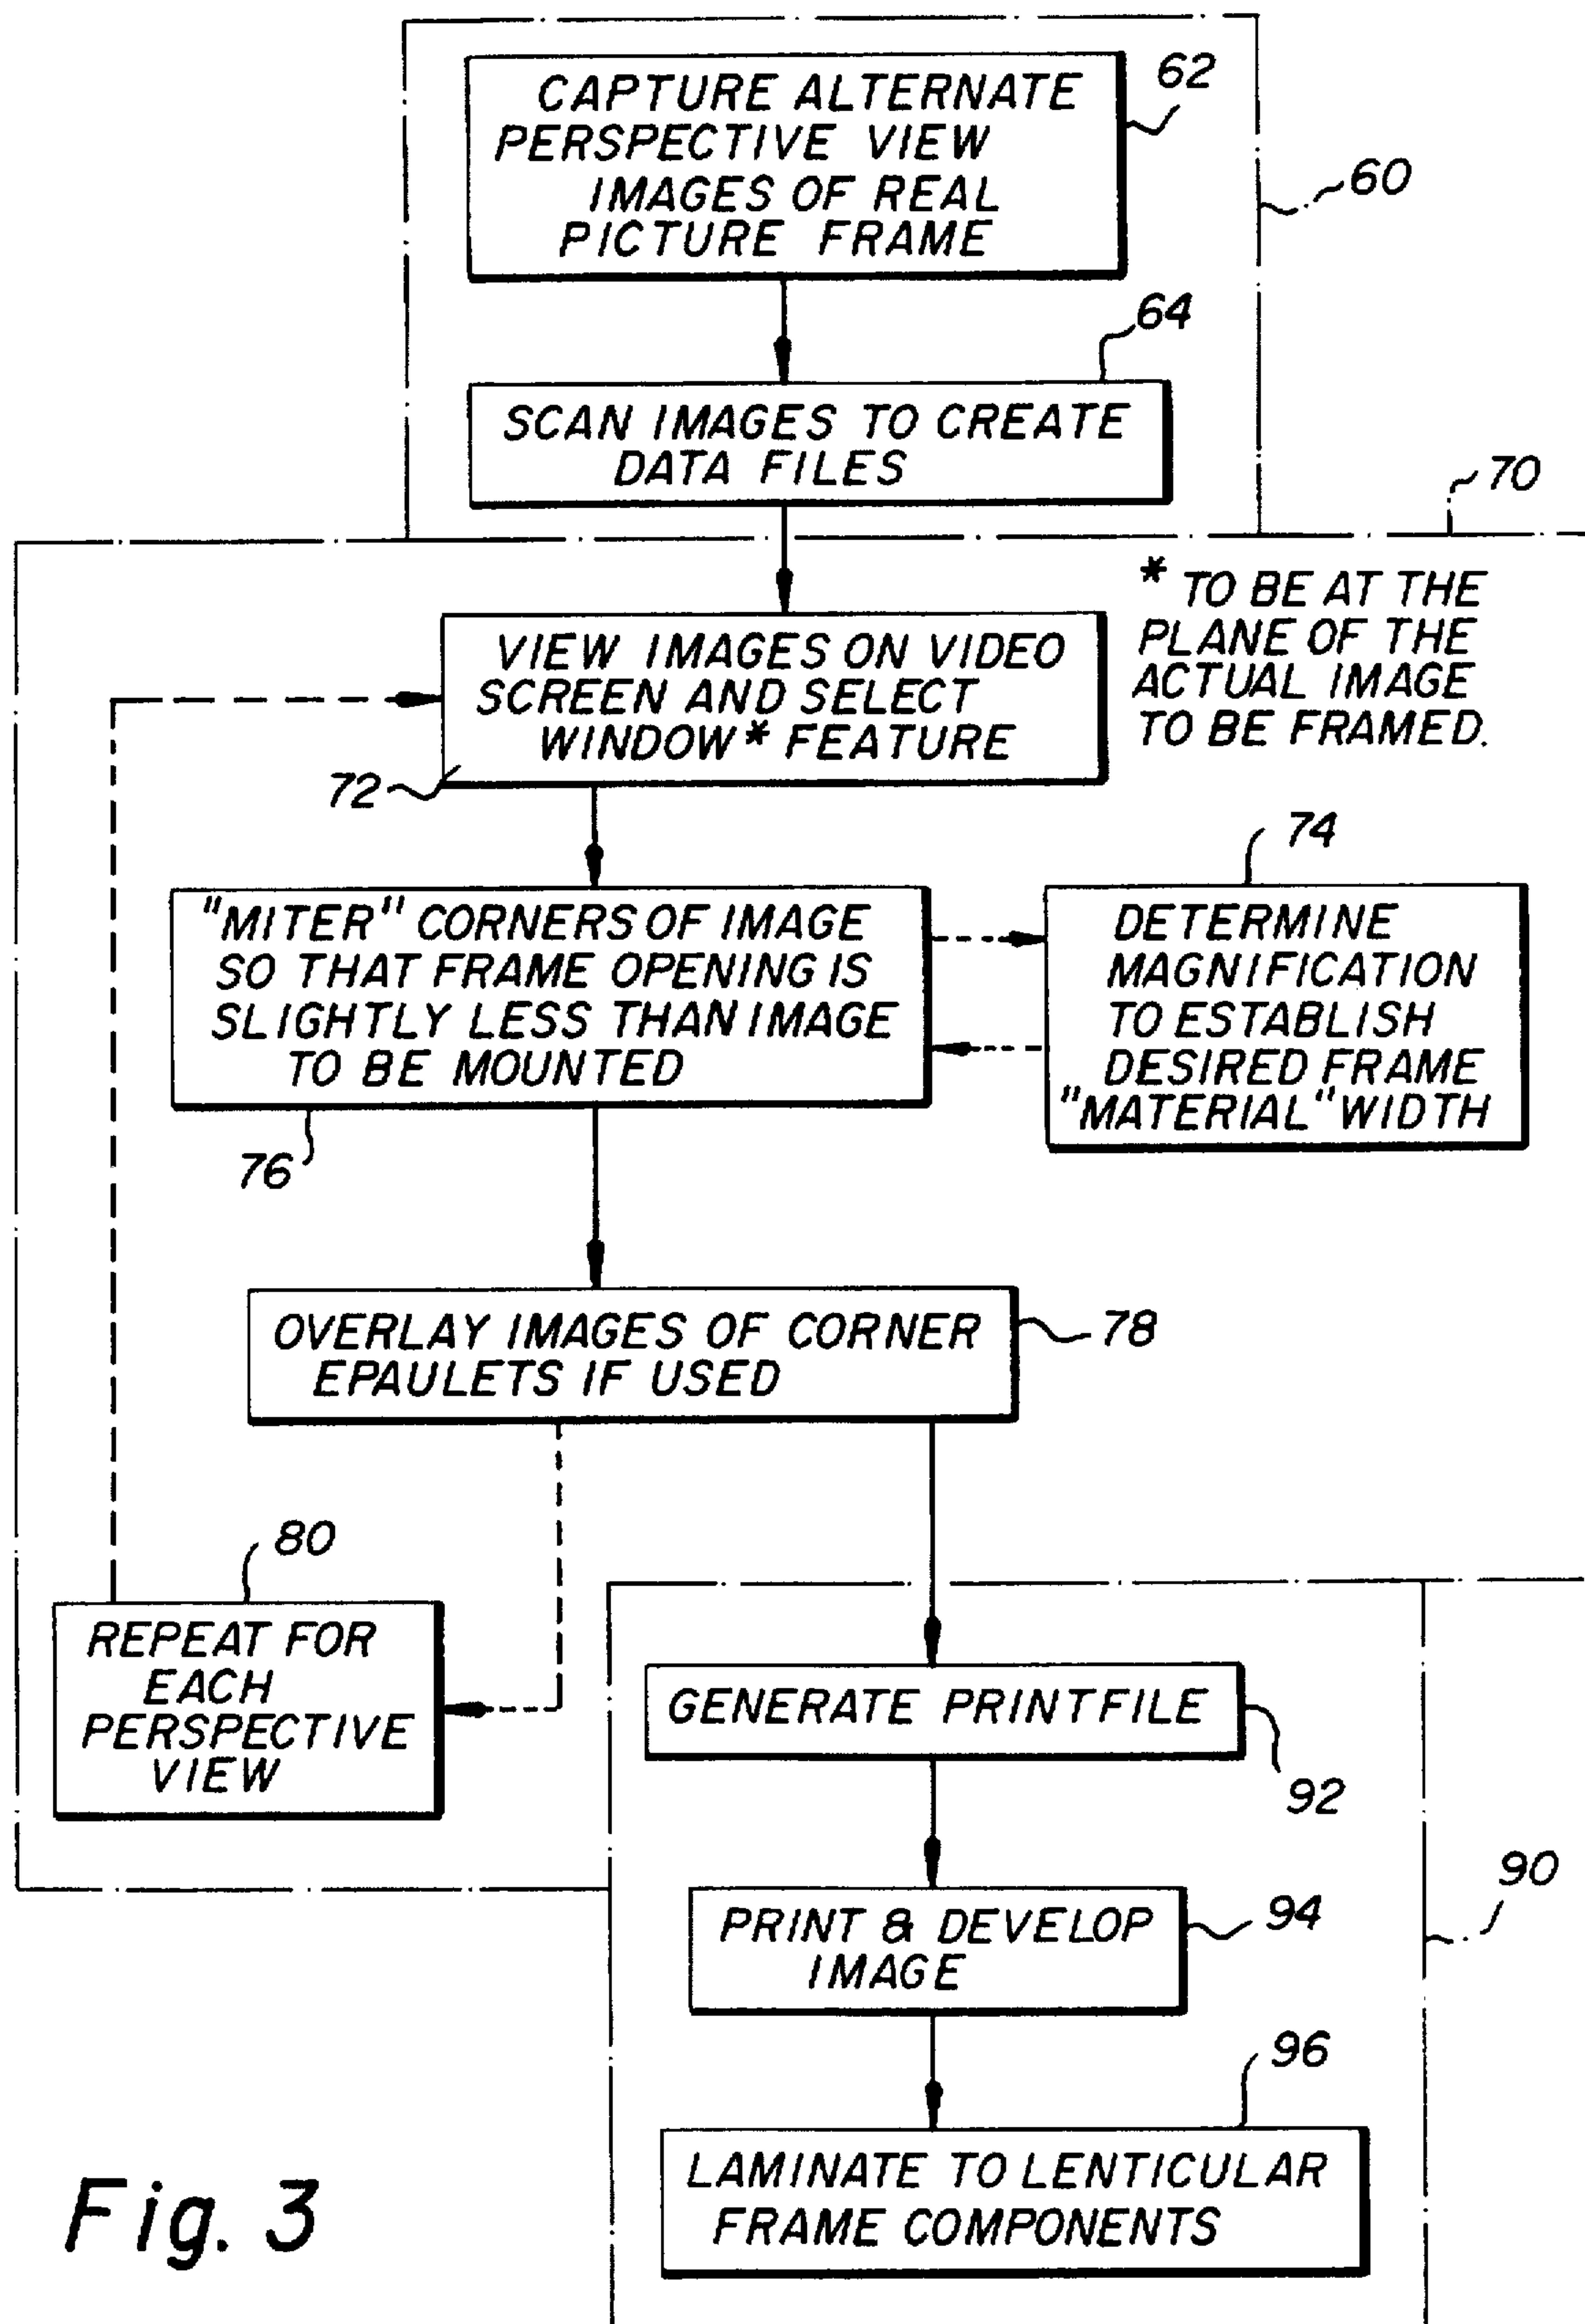 CAPTURE ALTERNATE
PERSPECTIVE VIEW
IMAGES OF REAL
PICTURE FRAME
62
60
64
SCAN IMAGES TO CREATE
DATA FILES
70
* TO BE AT THE
PLANE OF THE
ACTUAL IMAGE
TO BE FRAMED.
VIEW IMAGES ON VIDEO
SCREEN AND SELECT
WINDOW* FEATURE
72
74
"MITER" CORNERS OF IMAGE
SO THAT FRAME OPENING IS
SLIGHTLY LESS THAN IMAGE
TO BE MOUNTED
76
DETERMINE
MAGNIFICATION
TO ESTABLISH
DESIRED FRAME
"MATERIAL" WIDTH
OVERLAY IMAGES OF CORNER
EPAULETS IF USED
78
80
REPEAT FOR
EACH
PERSPECTIVE
VIEW
GENERATE PRINTFILE
92
90
PRINT & DEVELOP
IMAGE
94
96
LAMINATE TO LENTICULAR
FRAME COMPONENTS
Fig. 3